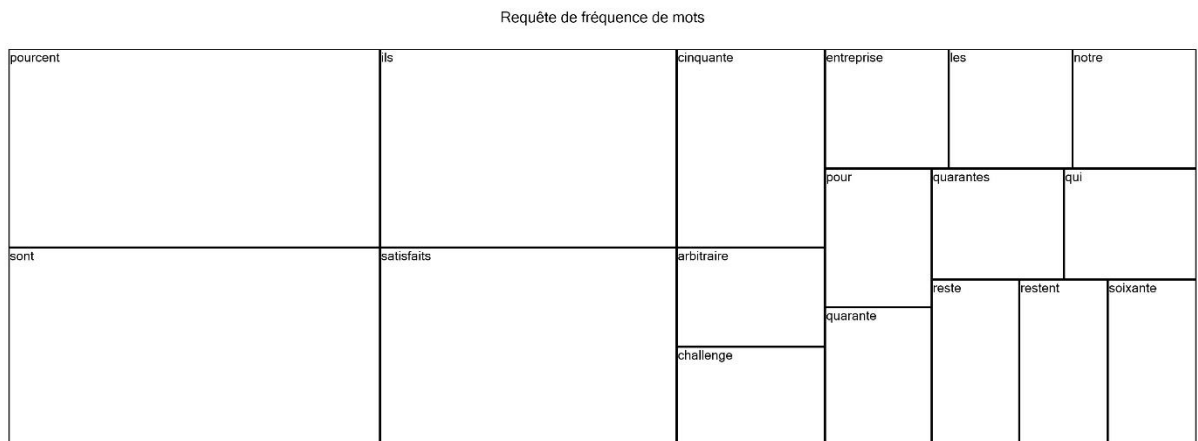 Requête de fréquence de mots
pourcent
ils
cinquante
entreprise
les
notre
pour
quarantes
qui
sont
satisfaits
arbitraire
reste
restent
soixante
quarante
challenge